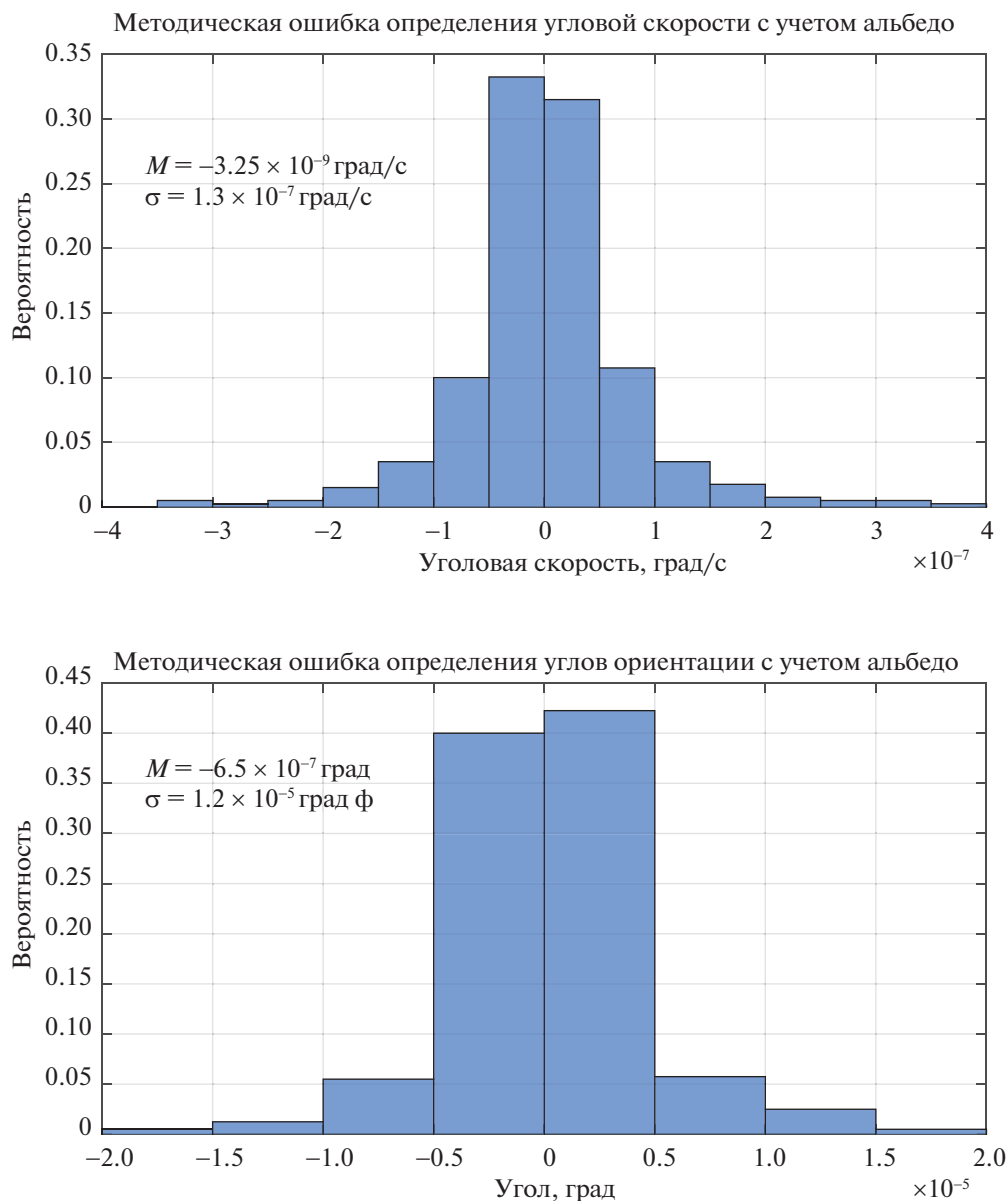 Методическая ошибка определения угловой скорости с учетом альбедо
0.35
0.30
0.25
0.20
0.15
0.10
0.05
0
Вероятность
M = –3.25 × 10⁻⁹ град/с
σ = 1.3 × 10⁻⁷ град/с
–4 –3 –2 –1 0 1 2 3 4
Уголовая скорость, град/с
×10⁻⁷
Методическая ошибка определения углов ориентации с учетом альбедо
0.45
0.40
0.35
0.30
0.25
0.20
0.15
0.10
0.05
0
Вероятность
M = –6.5 × 10⁻⁷ град
σ = 1.2 × 10⁻⁵ град ф
–2.0 –1.5 –1.0 –0.5 0 0.5 1.0 1.5 2.0
Угол, град
×10⁻⁵